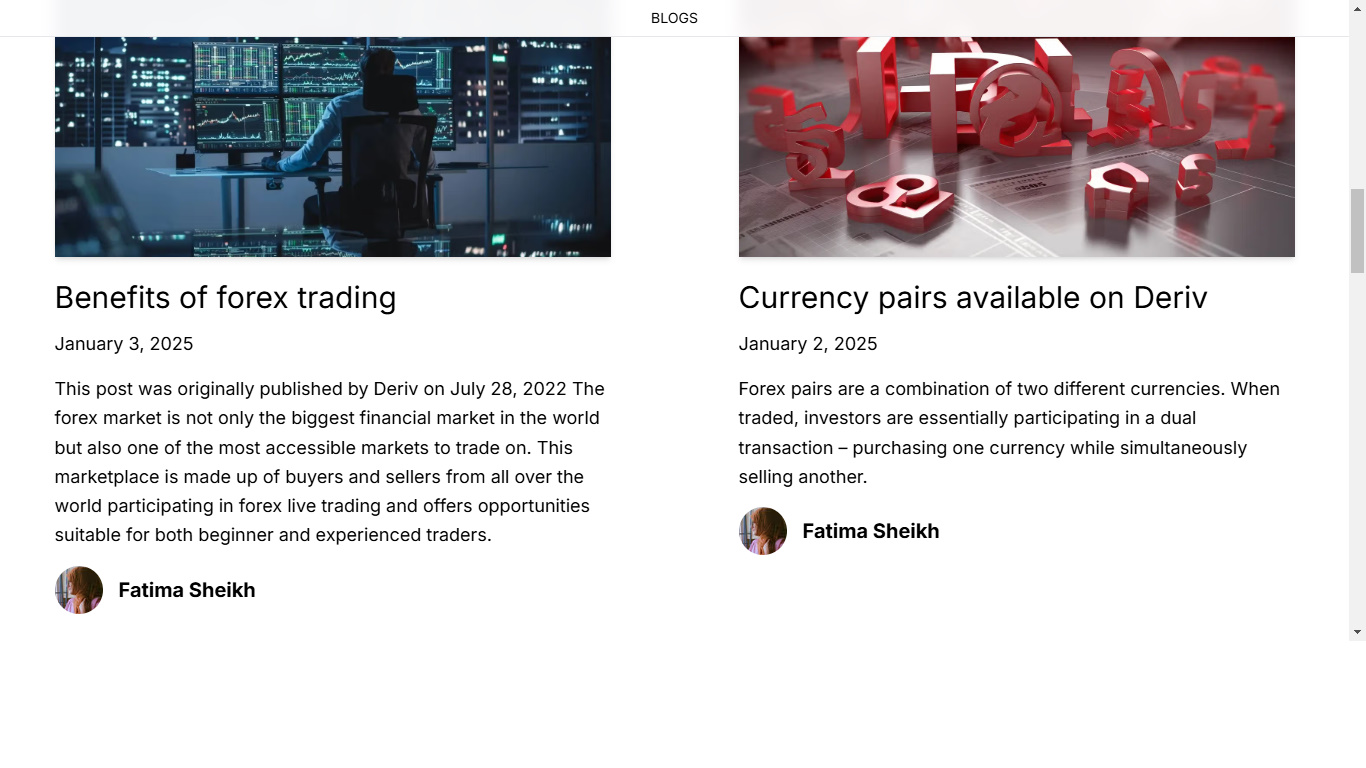 BLOGS
Benefits of forex trading
January 3, 2025
This post was originally published by Deriv on July 28, 2022 The
forex market is not only the biggest financial market in the world
but also one of the most accessible markets to trade on. This
marketplace is made up of buyers and sellers from all over the
world participating in forex live trading and offers opportunities
suitable for both beginner and experienced traders.
Fatima Sheikh
Currency pairs available on Deriv
January 2, 2025
Forex pairs are a combination of two different currencies. When
traded, investors are essentially participating in a dual
transaction – purchasing one currency while simultaneously
selling another.
Fatima Sheikh